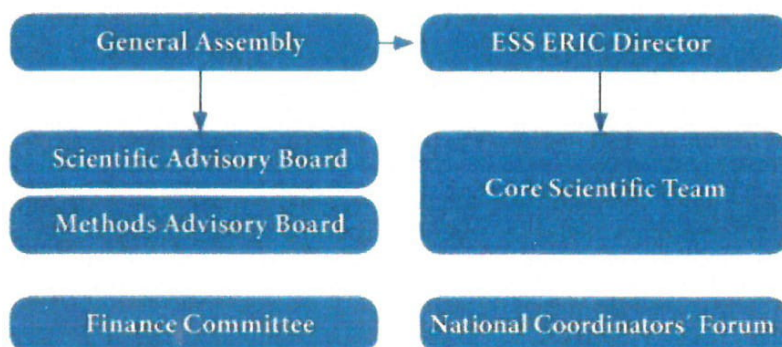 General Assembly
ESS ERIC Director
Scientific Advisory Board
Core Scientific Team
Methods Advisory Board
Finance Committee
National Coordinators' Forum